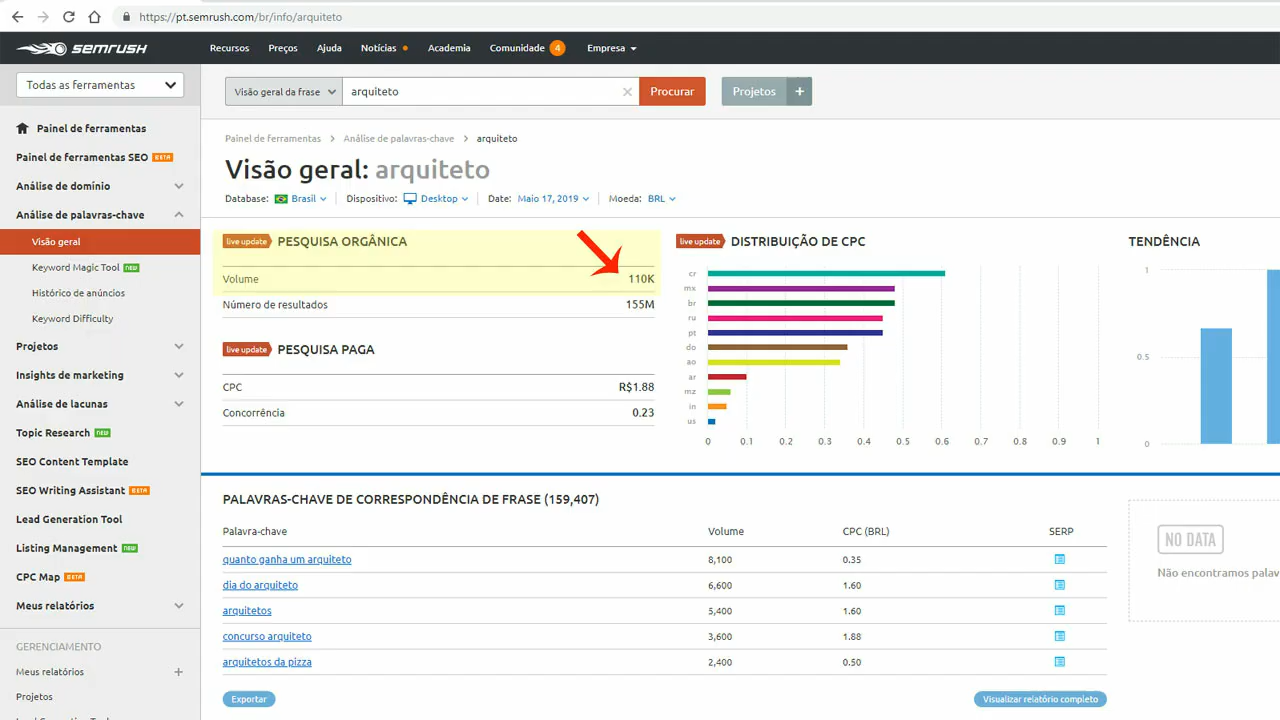 https://pt.semrush.com/br/info/arquiteto
SEMRUSH Recursos Preços Ajuda Notícias Academia Comunidade 4 Empresa
Todas as ferramentas
Visão geral da frase arquiteto Procurar Projetos +
Painel de ferramentas
Painel de ferramentas SEO BETA
Análise de domínio
Análise de palavras-chave
Visão geral
Keyword Magic Tool NEW
Histórico de anúncios
Keyword Difficulty
Projetos
Insights de marketing
Análise de lacunas
Topic Research NEW
SEO Content Template
SEO Writing Assistant BETA
Lead Generation Tool
Listing Management NEW
CPC Map BETA
Meus relatórios
GERENCIAMENTO
Meus relatórios +
Projetos
Painel de ferramentas > Análise de palavras-chave > arquiteto
Visão geral: arquiteto
Database: Brasil Dispositivo: Desktop Date: Maio 17, 2019 Moeda: BRL
live update PESQUISA ORGÂNICA
Volume 110K
Número de resultados 155M
live update PESQUISA PAGA
CPC R$1.88
Concorrência 0.23
live update DISTRIBUIÇÃO DE CPC
cr
mx
br
ru
pt
do
ao
ar
mz
in
us
0 0.1 0.2 0.3 0.4 0.5 0.6 0.7 0.8 0.9 1
TENDÊNCIA
1
0.5
0
PALAVRAS-CHAVE DE CORRESPONDÊNCIA DE FRASE (159,407)
Palavra-chave Volume CPC (BRL) SERP
quanto ganha um arquiteto 8,100 0.35
dia do arquiteto 6,600 1.60
arquitetos 5,400 1.60
concurso arquiteto 3,600 1.88
arquitetos da pizza 2,400 0.50
Exportar Visualizar relatório completo
NO DATA
Não encontramos palav